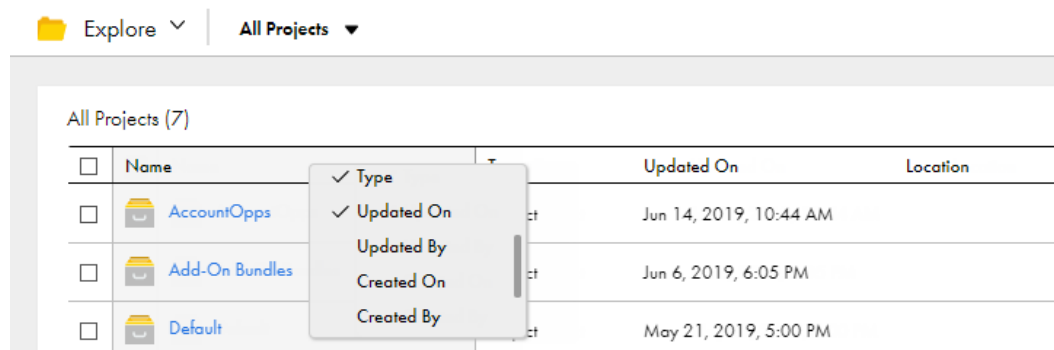 Explore All Projects
All Projects (7)
Name Updated On Location
Type
AccountOpps Updated On Jun 14, 2019, 10:44 AM
Updated By
Add-On Bundles Created On Jun 6, 2019, 6:05 PM
Created By
Default May 21, 2019, 5:00 PM